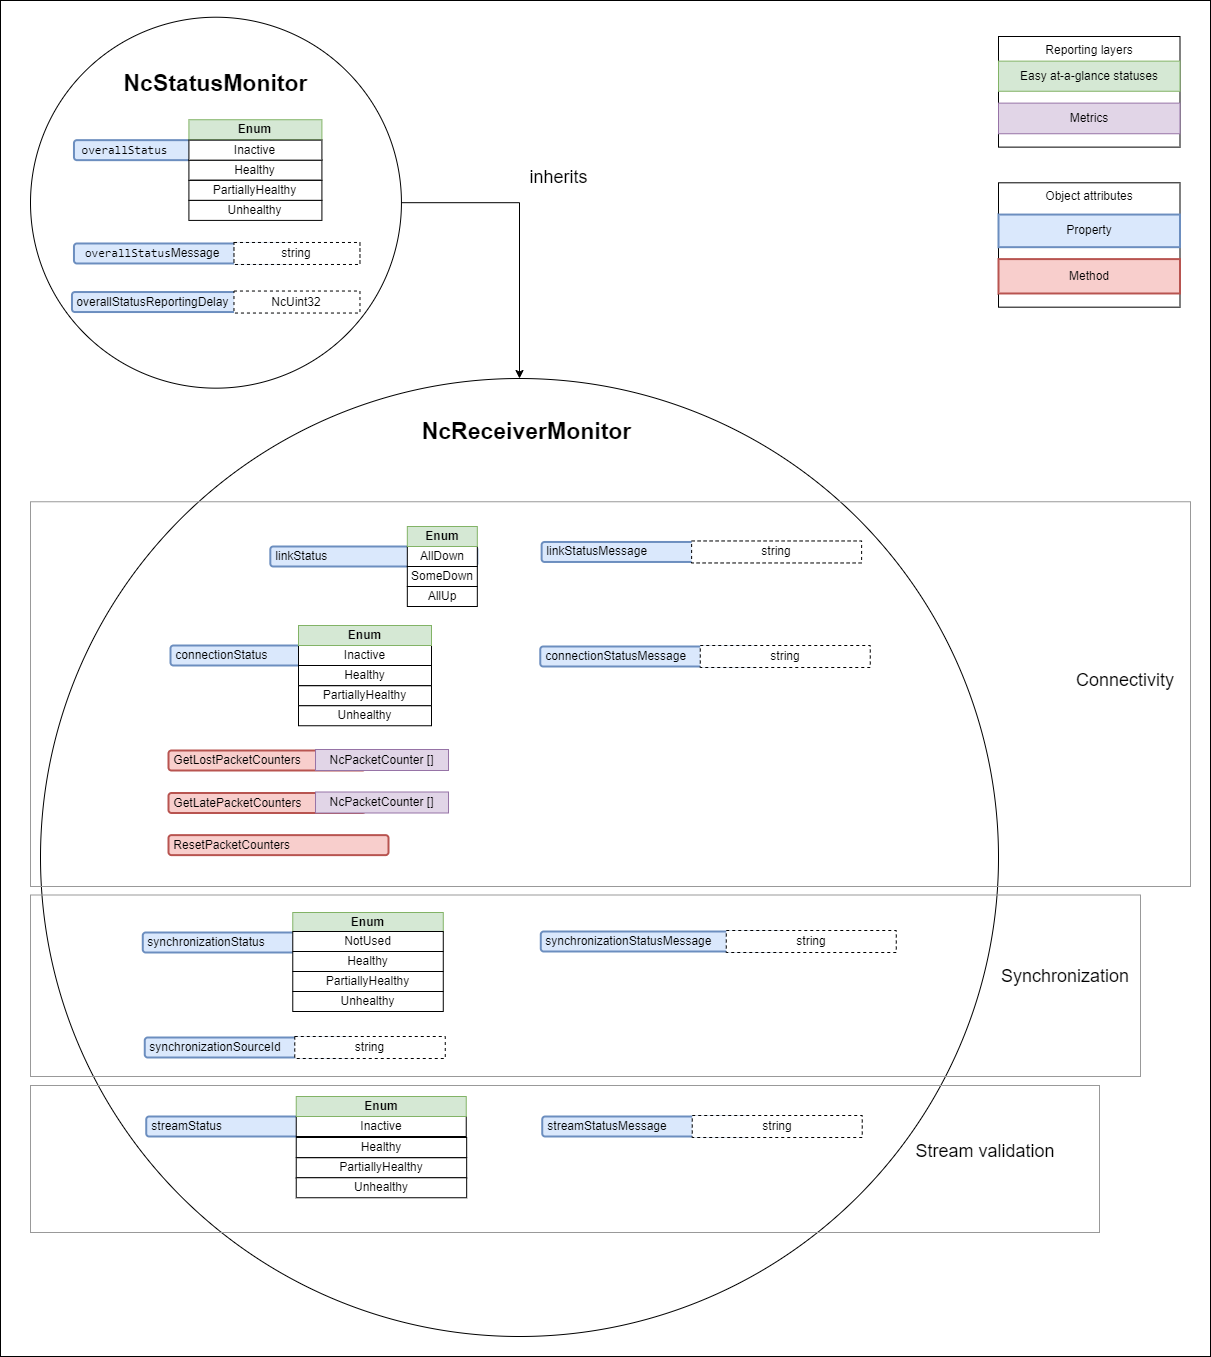 NcStatusMonitor
Enum
overallStatus
Inactive
Healthy
PartiallyHealthy
Unhealthy
overallStatusMessage
string
overallStatusReportingDelay
NcUint32
inherits
Reporting layers
Easy at-a-glance statuses
Metrics
Object attributes
Property
Method
NcReceiverMonitor
Enum
linkStatus
AllDown
SomeDown
AllUp
linkStatusMessage
string
Enum
connectionStatus
Inactive
Healthy
PartiallyHealthy
Unhealthy
connectionStatusMessage
string
Connectivity
GetLostPacketCounters
NcPacketCounter []
GetLatePacketCounters
NcPacketCounter []
ResetPacketCounters
Enum
synchronizationStatus
NotUsed
Healthy
PartiallyHealthy
Unhealthy
synchronizationStatusMessage
string
Synchronization
synchronizationSourceId
string
Enum
streamStatus
Inactive
Healthy
PartiallyHealthy
Unhealthy
streamStatusMessage
string
Stream validation